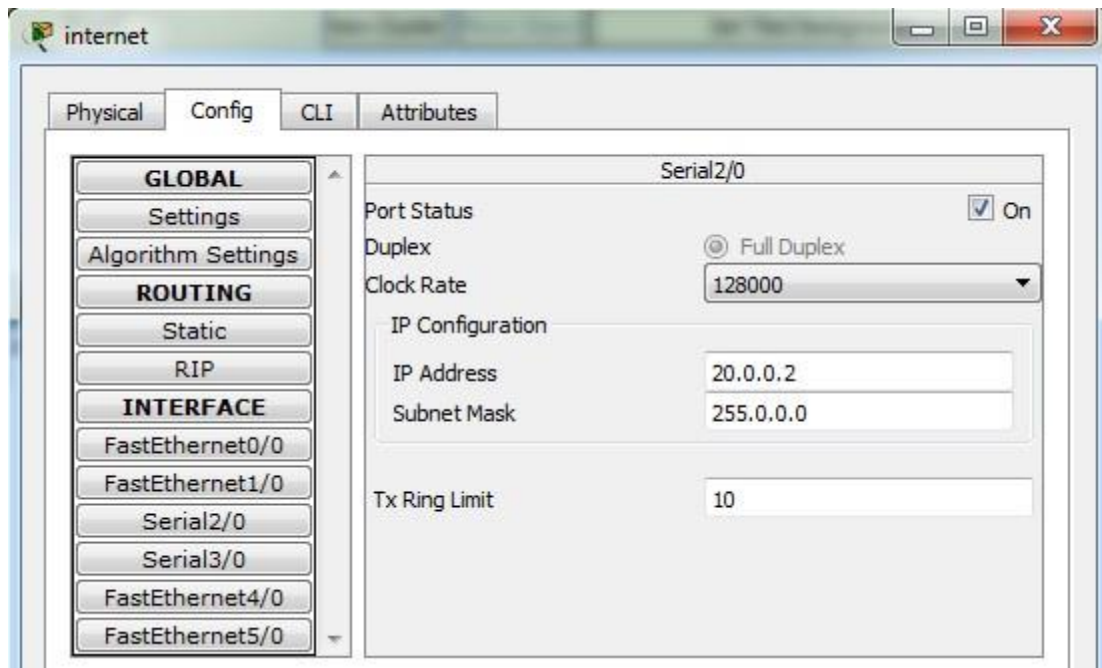 internet
Physical Config CLI Attributes
GLOBAL
Settings
Algorithm Settings
ROUTING
Static
RIP
INTERFACE
FastEthernet0/0
FastEthernet1/0
Serial2/0
Serial3/0
FastEthernet4/0
FastEthernet5/0
Serial2/0
Port Status On
Duplex Full Duplex
Clock Rate 128000
IP Configuration
IP Address 20.0.0.2
Subnet Mask 255.0.0.0
Tx Ring Limit 10